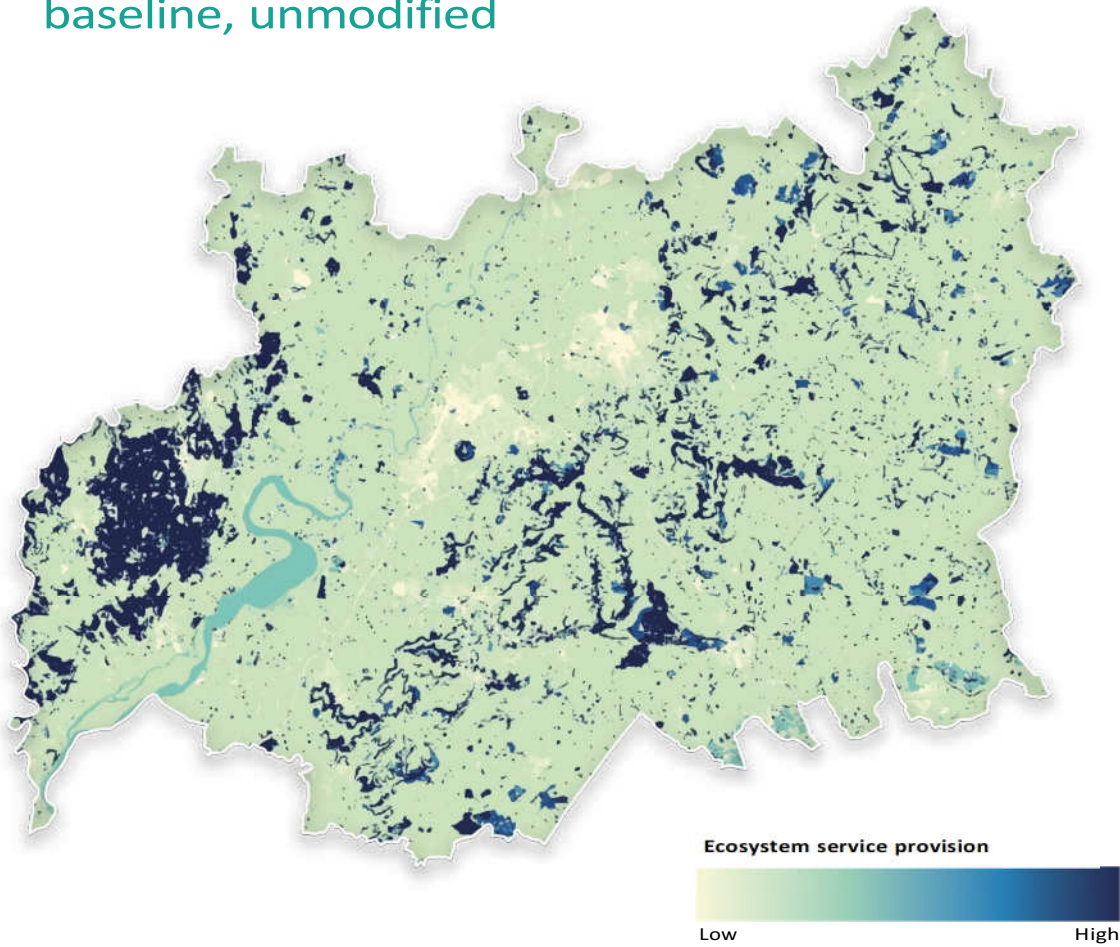 baseline, unmodified
Ecosystem service provision
Low
High